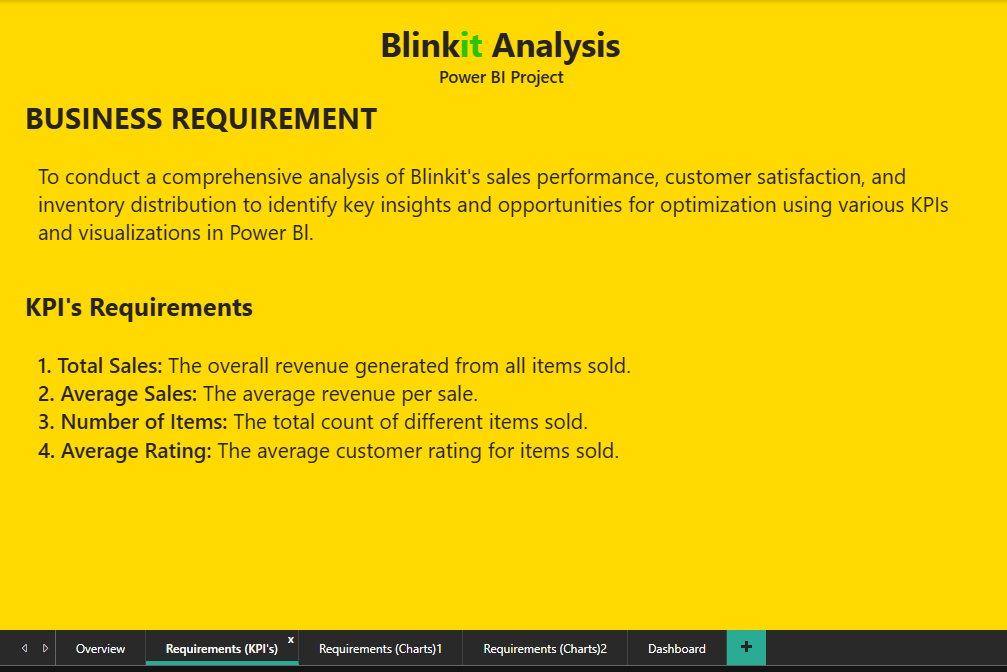 Blinkit Analysis
Power BI Project
BUSINESS REQUIREMENT
To conduct a comprehensive analysis of Blinkit's sales performance, customer satisfaction, and
inventory distribution to identify key insights and opportunities for optimization using various KPIs
and visualizations in Power Bl.
KPI's Requirements
1. Total Sales: The overall revenue generated from all items sold.
2. Average Sales: The average revenue per sale.
3. Number of Items: The total count of different items sold.
4. Average Rating: The average customer rating for items sold.
Overview Requirements (KPI's) x Requirements (Charts)1 Requirements (Charts)2 Dashboard +